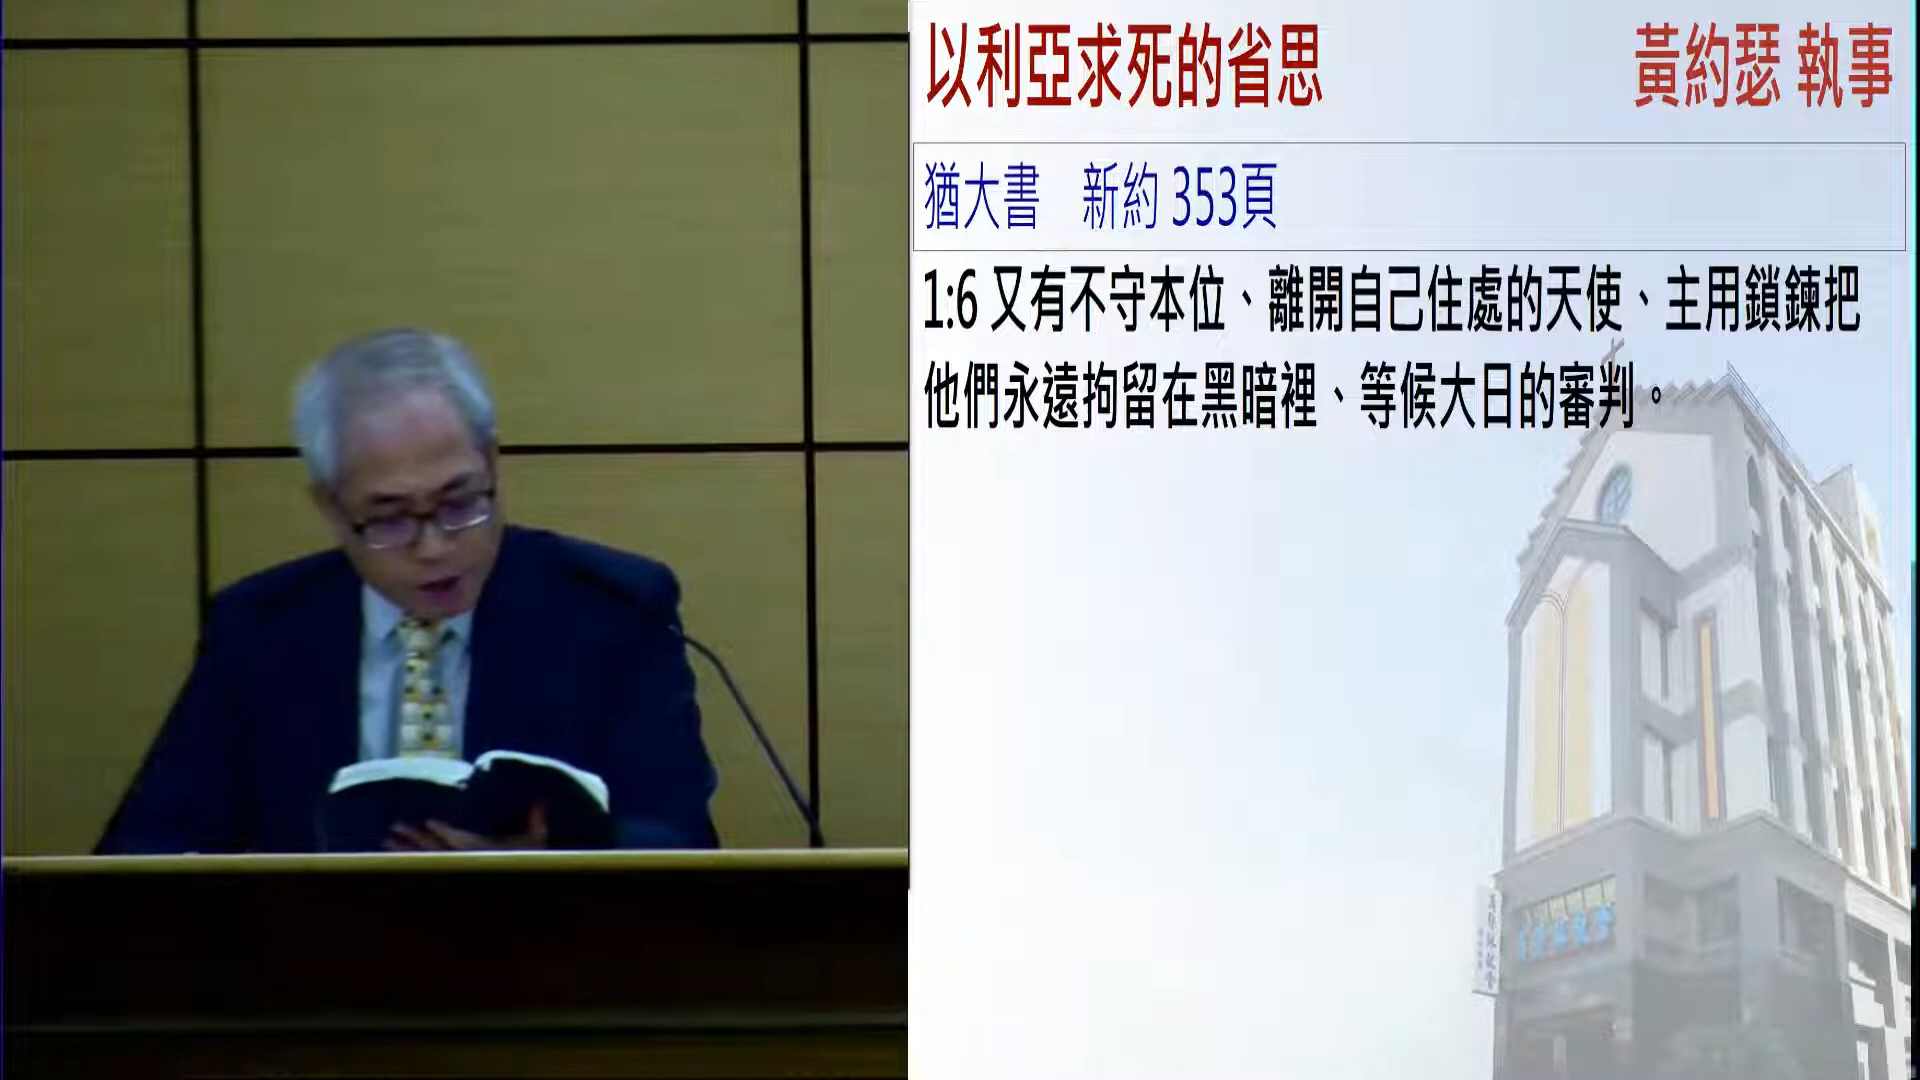 以利亞求死的省思 黃約瑟 執事
猶大書 新約 353頁
1:6 又有不守本位、離開自己住處的天使、主用鎖鍊把
他們永遠拘留在黑暗裡、等候大日的審判。